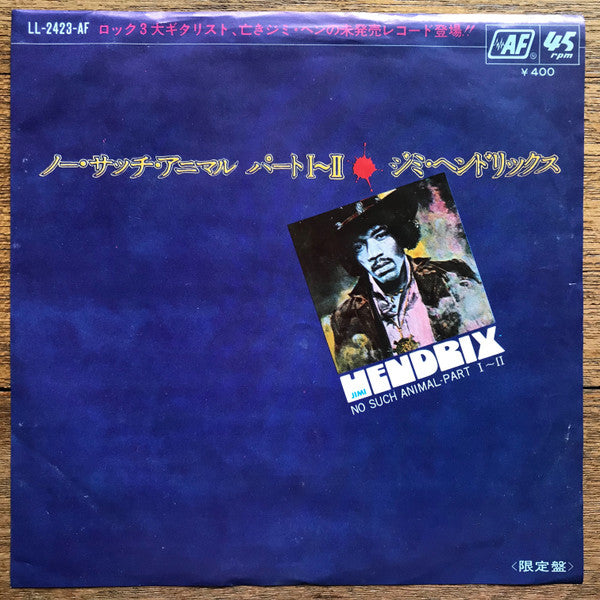 LL-2423-AF ロック3大ギタリスト、亡きジミ・ヘンの未発売レコード登場!!
AF
45 rpm
¥400
ノー・サッチ・アニマル パートI~II ジミ・ヘンドリックス
JIMI HENDRIX
NO SUCH ANIMAL-PART I~II
〈限定盤〉